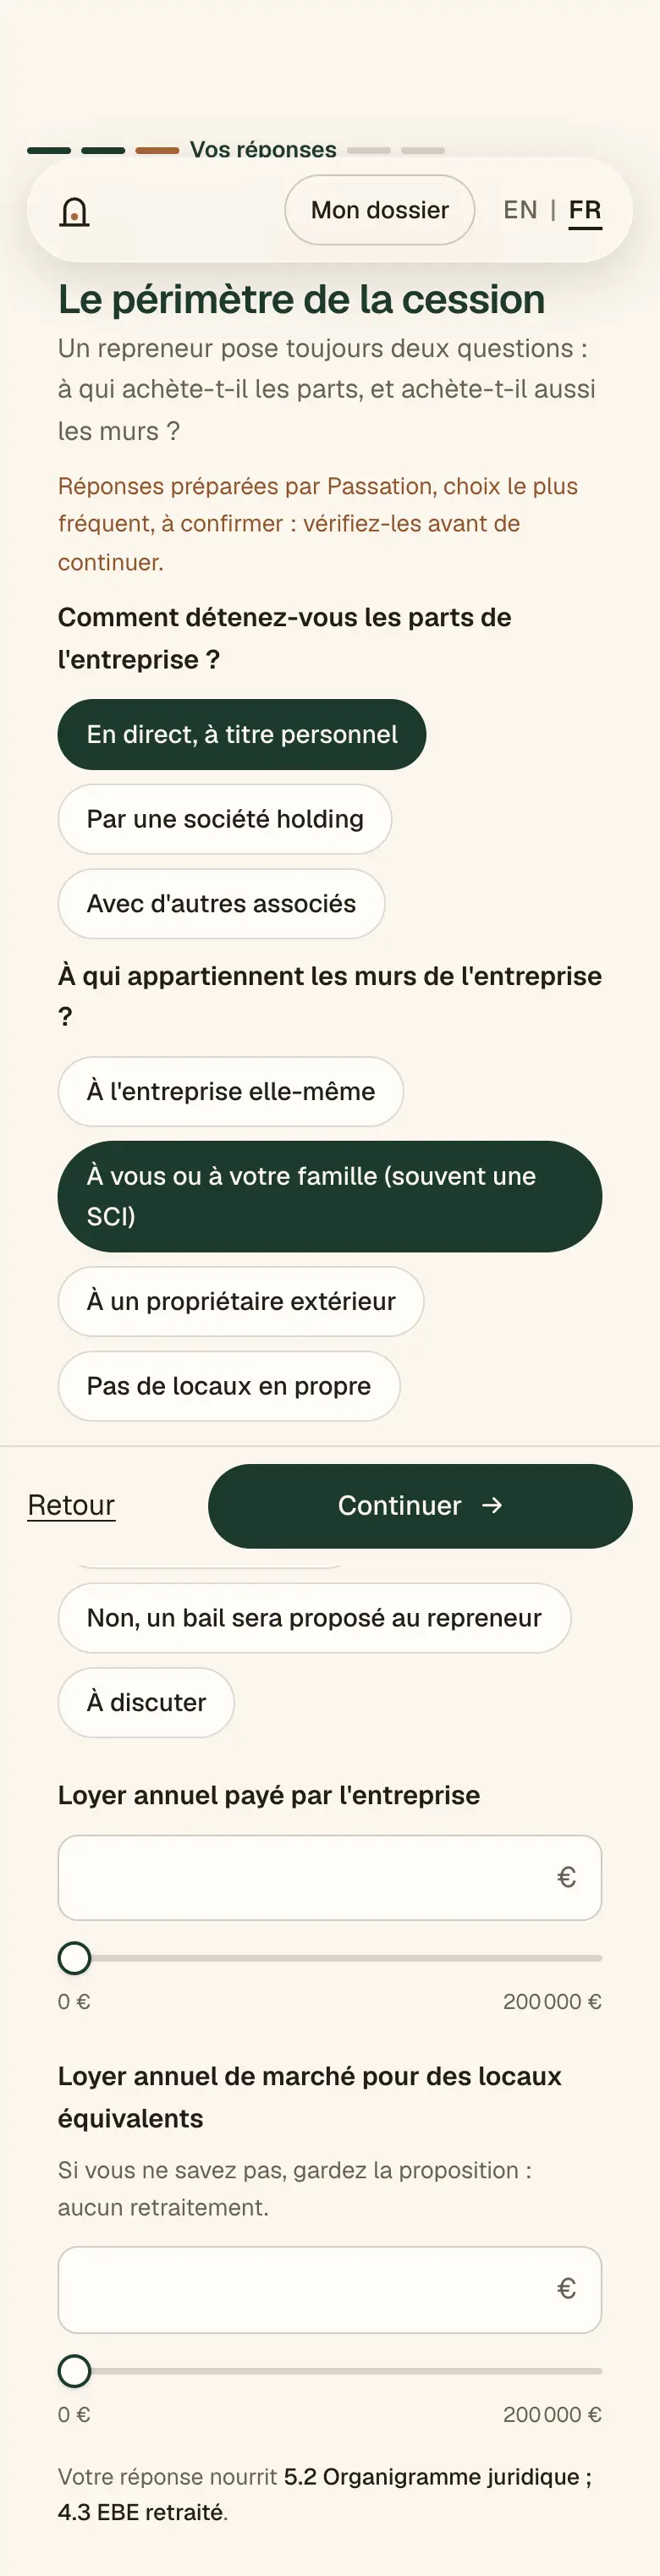 Vos réponses
Mon dossier
EN | FR
Le périmètre de la cession
Un repreneur pose toujours deux questions :
à qui achète-t-il les parts, et achète-t-il aussi
les murs ?
Réponses préparées par Passation, choix le plus
fréquent, à confirmer : vérifiez-les avant de
continuer.
Comment détenez-vous les parts de
l'entreprise ?
En direct, à titre personnel
Par une société holding
Avec d'autres associés
À qui appartiennent les murs de l'entreprise
?
À l'entreprise elle-même
À vous ou à votre famille (souvent une
SCI)
À un propriétaire extérieur
Pas de locaux en propre
Retour
Continuer →
Non, un bail sera proposé au repreneur
À discuter
Loyer annuel payé par l'entreprise
€
0 €
200 000 €
Loyer annuel de marché pour des locaux
équivalents
Si vous ne savez pas, gardez la proposition :
aucun retraitement.
€
0 €
200 000 €
Votre réponse nourrit 5.2 Organigramme juridique ;
4.3 EBE retraité.